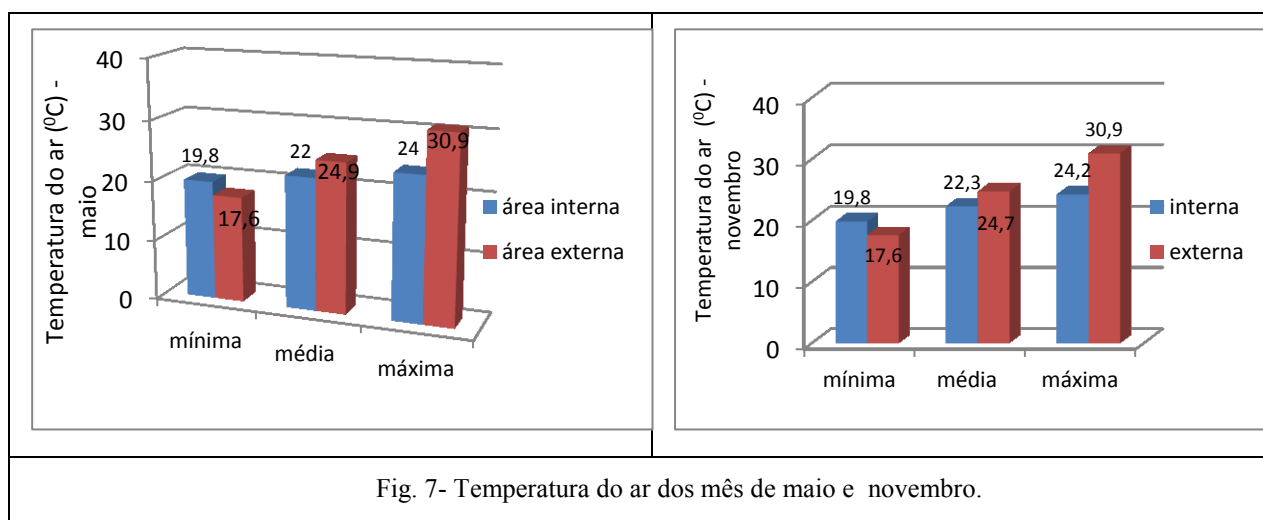 Temperatura do ar (⁰C) -
maio
40
30
20
10
0
19,8
17,6
22
24,9
24
30,9
mínima
média
máxima
área interna
área externa
Temperatura do ar (⁰C) -
novembro
40
30
20
10
0
19,8
17,6
22,3
24,7
24,2
30,9
mínima
média
máxima
interna
externa
Fig. 7- Temperatura do ar dos mês de maio e novembro.